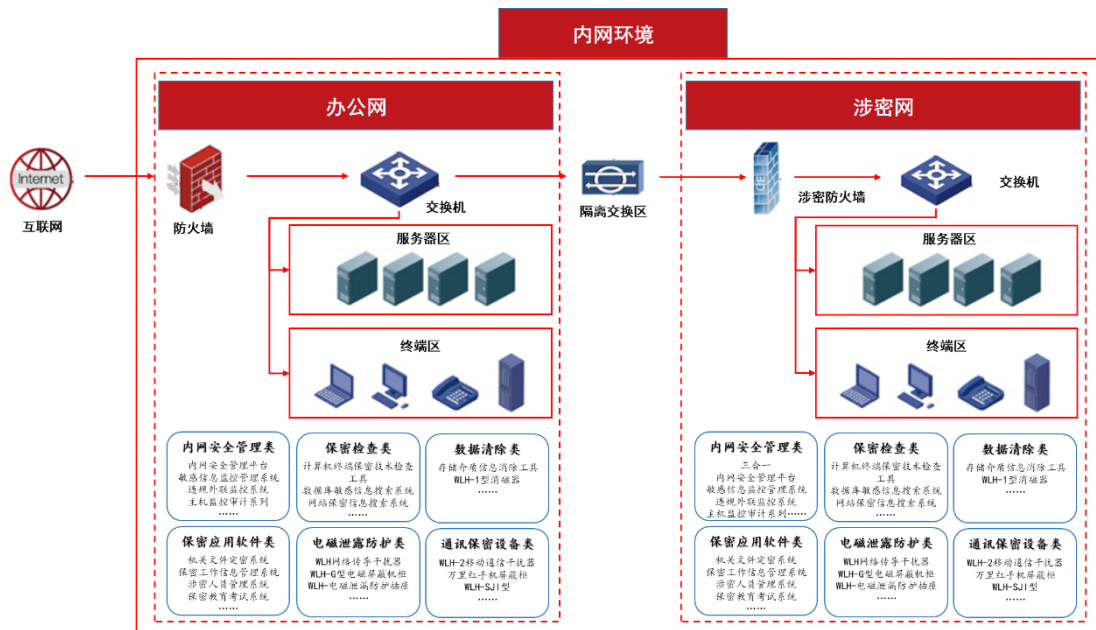 内网环境
办公网
涉密网
Internet
互联网
防火墙
交换机
隔离交换区
涉密防火墙
交换机
服务器区
终端区
服务器区
终端区
内网安全管理类
内网安全管理平台
敏感信息监控管理系统
违规外联监控系统
主机监控审计系列
……
保密检查类
计算机终端保密技术检查
工具
数据库敏感信息搜索系统
网站保密信息搜索系统
……
数据清除类
存储介质信息消除工具
WLH-1型消磁器
……
保密应用软件类
机关文件定密系统
保密工作信息管理系统
涉密人员管理系统
保密教育考试系统
……
电磁泄露防护类
WLH网络传导干扰器
WLH-G型电磁屏蔽机柜
WLH-电磁泄漏防护插座
……
通讯保密设备类
WLH-2移动通信干扰器
万里红手机屏蔽柜
WLH-SJI型
……
内网安全管理类
三合一
内网安全管理平台
敏感信息监控管理系统
违规外联监控系统
主机监控审计系列……
保密检查类
计算机终端保密技术检查
工具
数据库敏感信息搜索系统
网站保密信息搜索系统
……
数据清除类
存储介质信息消除工具
WLH-1型消磁器
……
保密应用软件类
机关文件定密系统
保密工作信息管理系统
涉密人员管理系统
保密教育考试系统
……
电磁泄露防护类
WLH网络传导干扰器
WLH-G型电磁屏蔽机柜
WLH-电磁泄漏防护插座
……
通讯保密设备类
WLH-2移动通信干扰器
万里红手机屏蔽柜
WLH-SJI型
……